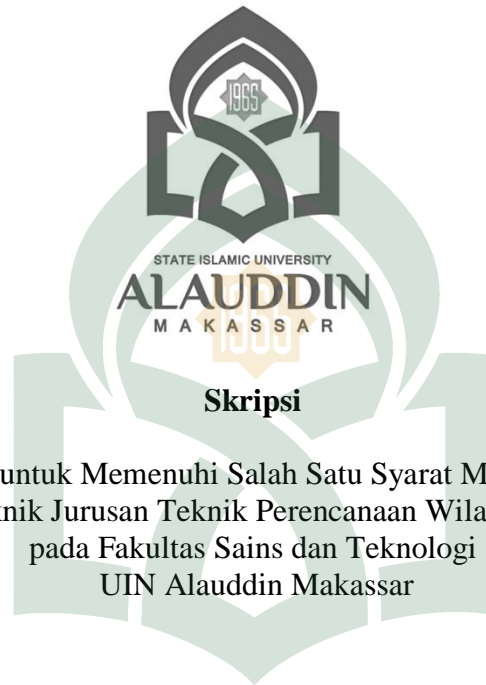 1965
STATE ISLAMIC UNIVERSITY
ALAUDDIN
MAKASSAR
1965
Skripsi
untuk Memenuhi Salah Satu Syarat M
nik Jurusan Teknik Perencanaan Wila
pada Fakultas Sains dan Teknologi
UIN Alauddin Makassar